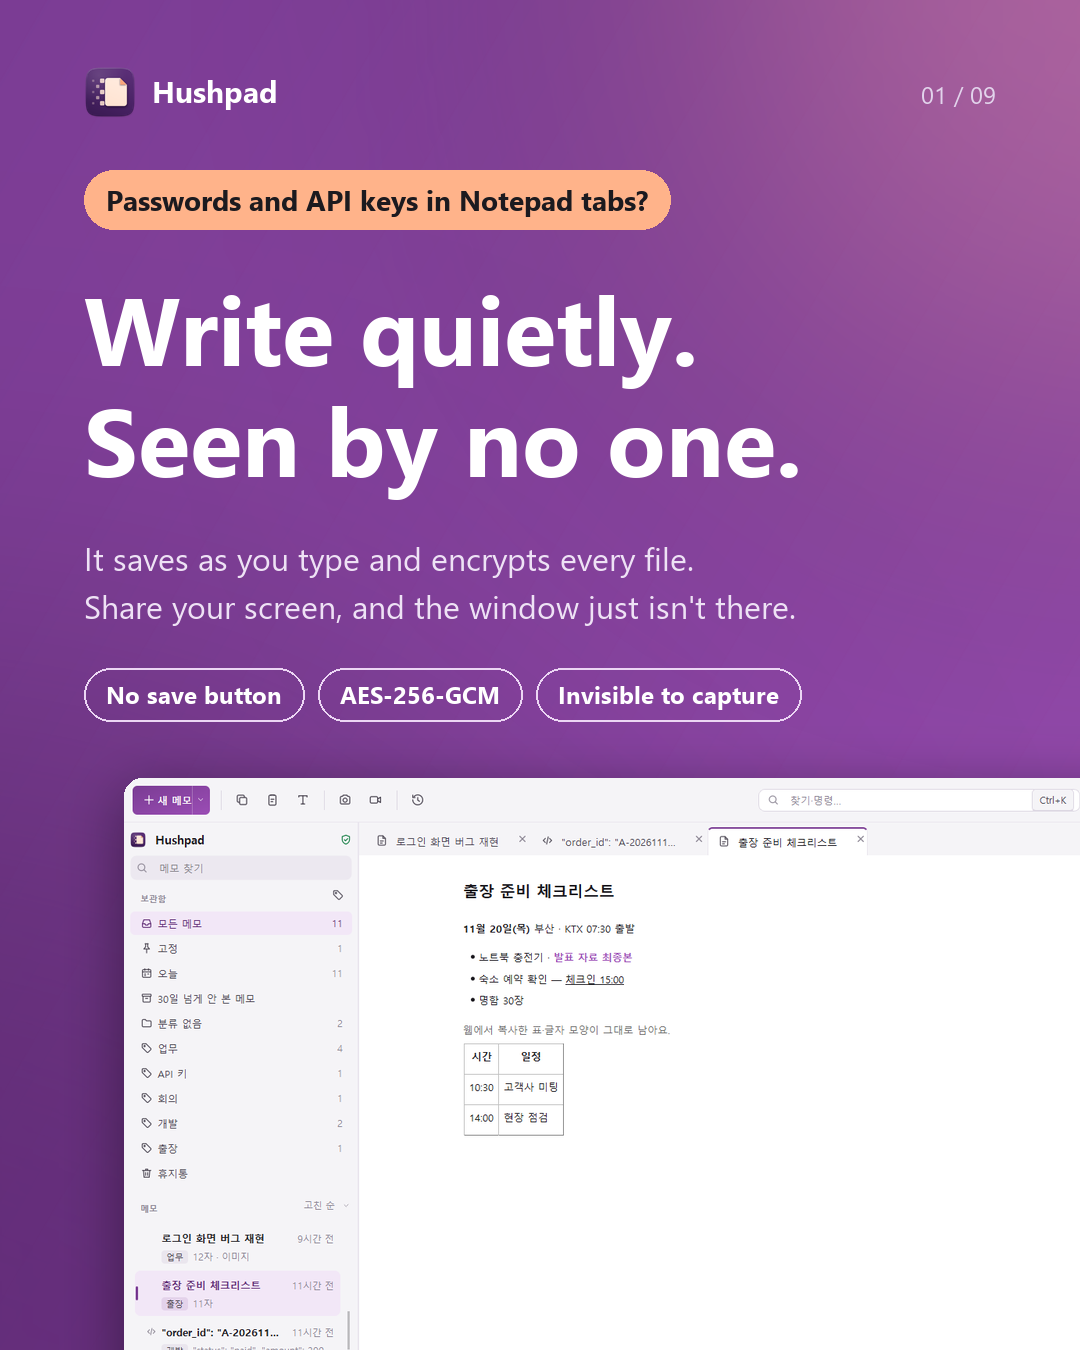 Hushpad
01 / 09
Passwords and API keys in Notepad tabs?
Write quietly.
Seen by no one.
It saves as you type and encrypts every file.
Share your screen, and the window just isn't there.
No save button
AES-256-GCM
Invisible to capture
새 메모
찾기·명령...
Ctrl+K
Hushpad
메모 찾기
보관함
모든 메모 11
고정 1
오늘 11
30일 넘게 안 본 메모
분류 없음 2
업무 4
API 키 1
회의 1
개발 2
출장 1
휴지통
메모
고친 순
로그인 화면 버그 재현 9시간 전
업무 12자 · 이미지
출장 준비 체크리스트 11시간 전
출장 11자
"order_id": "A-202611... 11시간 전
로그인 화면 버그 재현
"order_id": "A-2026111...
출장 준비 체크리스트
출장 준비 체크리스트
11월 20일(목) 부산 · KTX 07:30 출발
• 노트북 충전기 · 발표 자료 최종본
• 숙소 예약 확인 — 체크인 15:00
• 명함 30장
웹에서 복사한 표·글자 모양이 그대로 남아요.
시간 일정
10:30 고객사 미팅
14:00 현장 점검